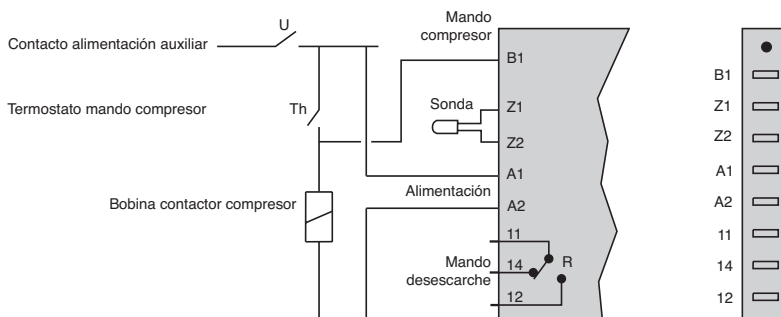 U
Mando
compresor
Contacto alimentación auxiliar
B1
B1
Termostato mando compresor
Th
Sonda
Z1
Z1
Z2
Z2
A1
A1
Alimentación
Bobina contactor compresor
A2
A2
11
11
Mando
desescarche
14
R
14
12
12